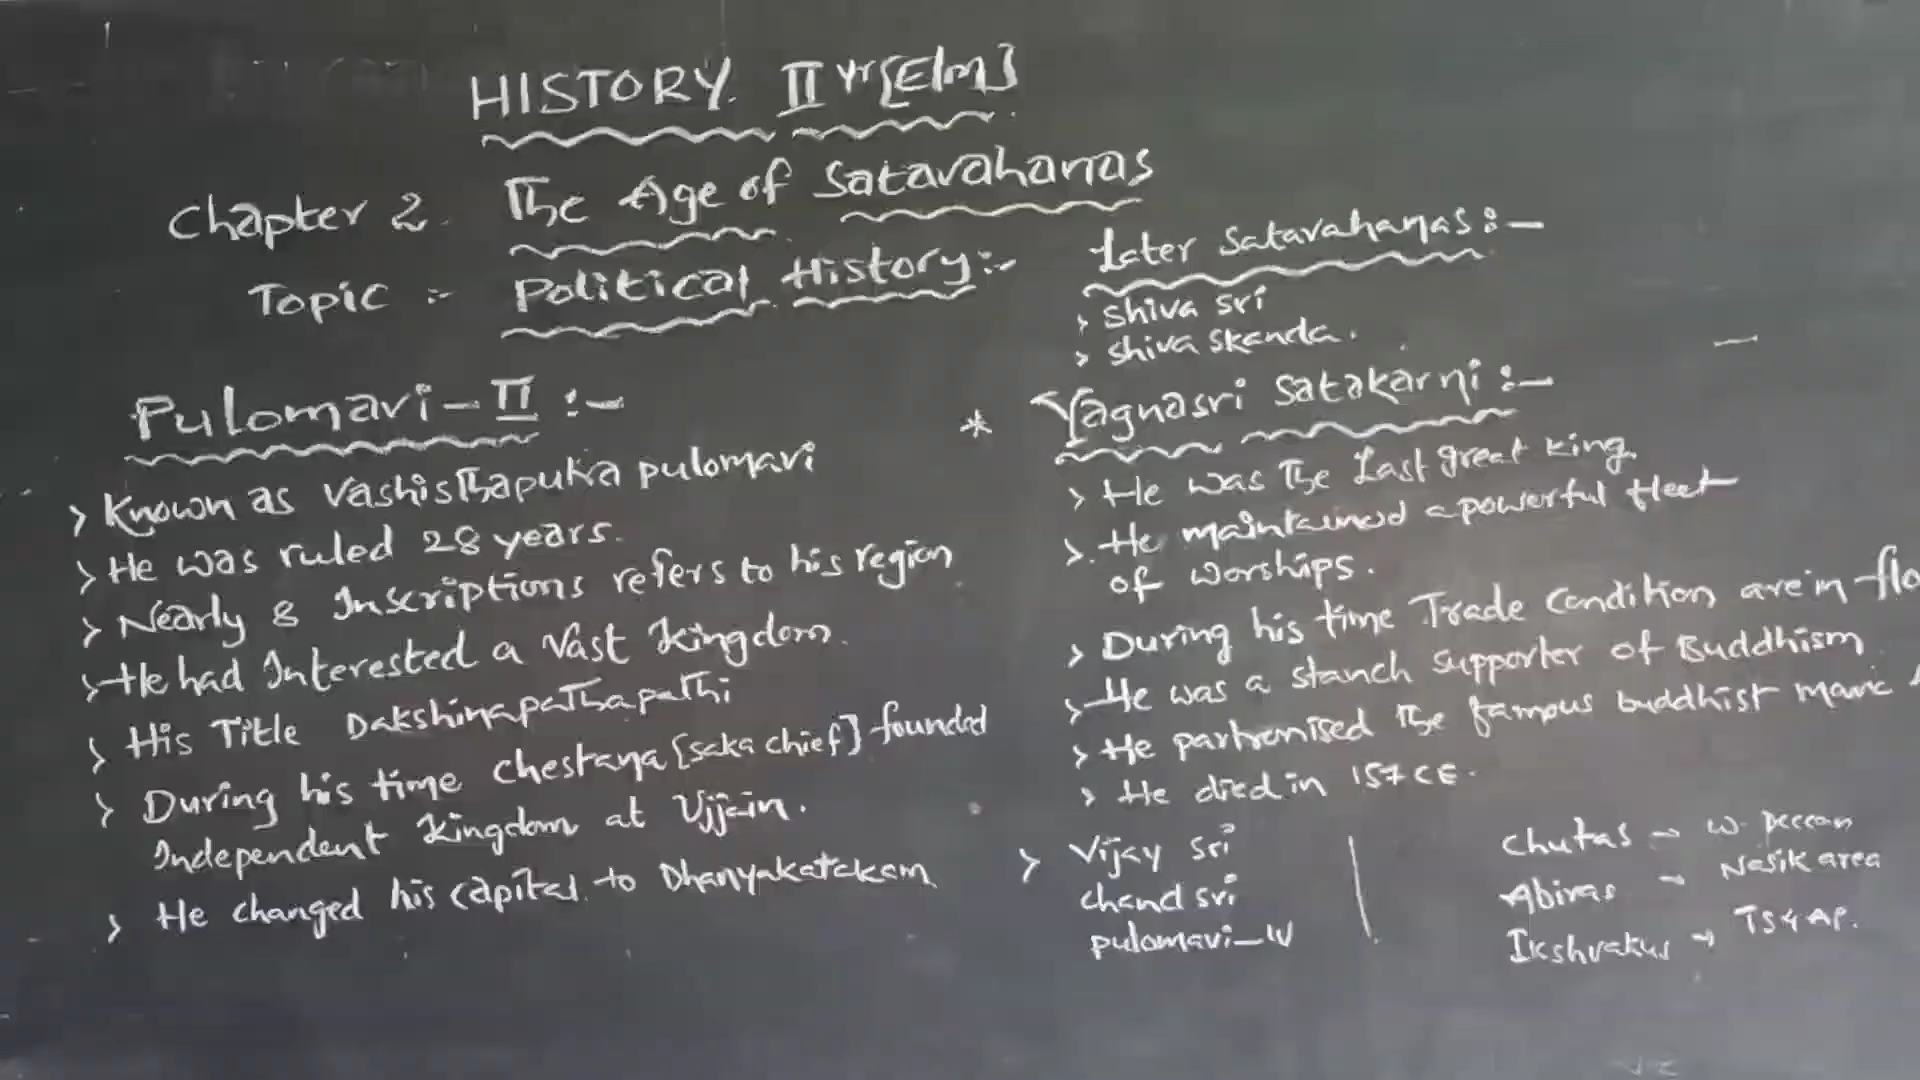 HISTORY. II yr [E/m]
Chapter 2. The Age of Satavahanas
Topic :- Political History:-
Pulomavi-II :-
> Known as Vashisthaputra pulomavi
> He was ruled 28 years.
> Nearly 8 Inscriptions refers to his region
> He had Interested a Vast Kingdom.
> His Title Dakshinapathapathi
> During his time chestana [saka chief] founded
Independent Kingdom at Ujjain.
> He changed his capital to Dhanyakatakam
Later Satavahanas:-
> Shiva sri
> Shiva Skanda.
* Yagnasri Satakarni :-
> He was the Last great king.
> He maintained a powerful fleet
of worships.
> During his time Trade Condition are in flo
> He was a stanch supporter of Buddhism
> He partronised the famous buddhist
> He died in 157 CE.
> Vijay sri
chand sri
pulomavi-IV
Chutas → W. Deccan
Abiras → Nasik area
Ikshvakus → TS & AP.